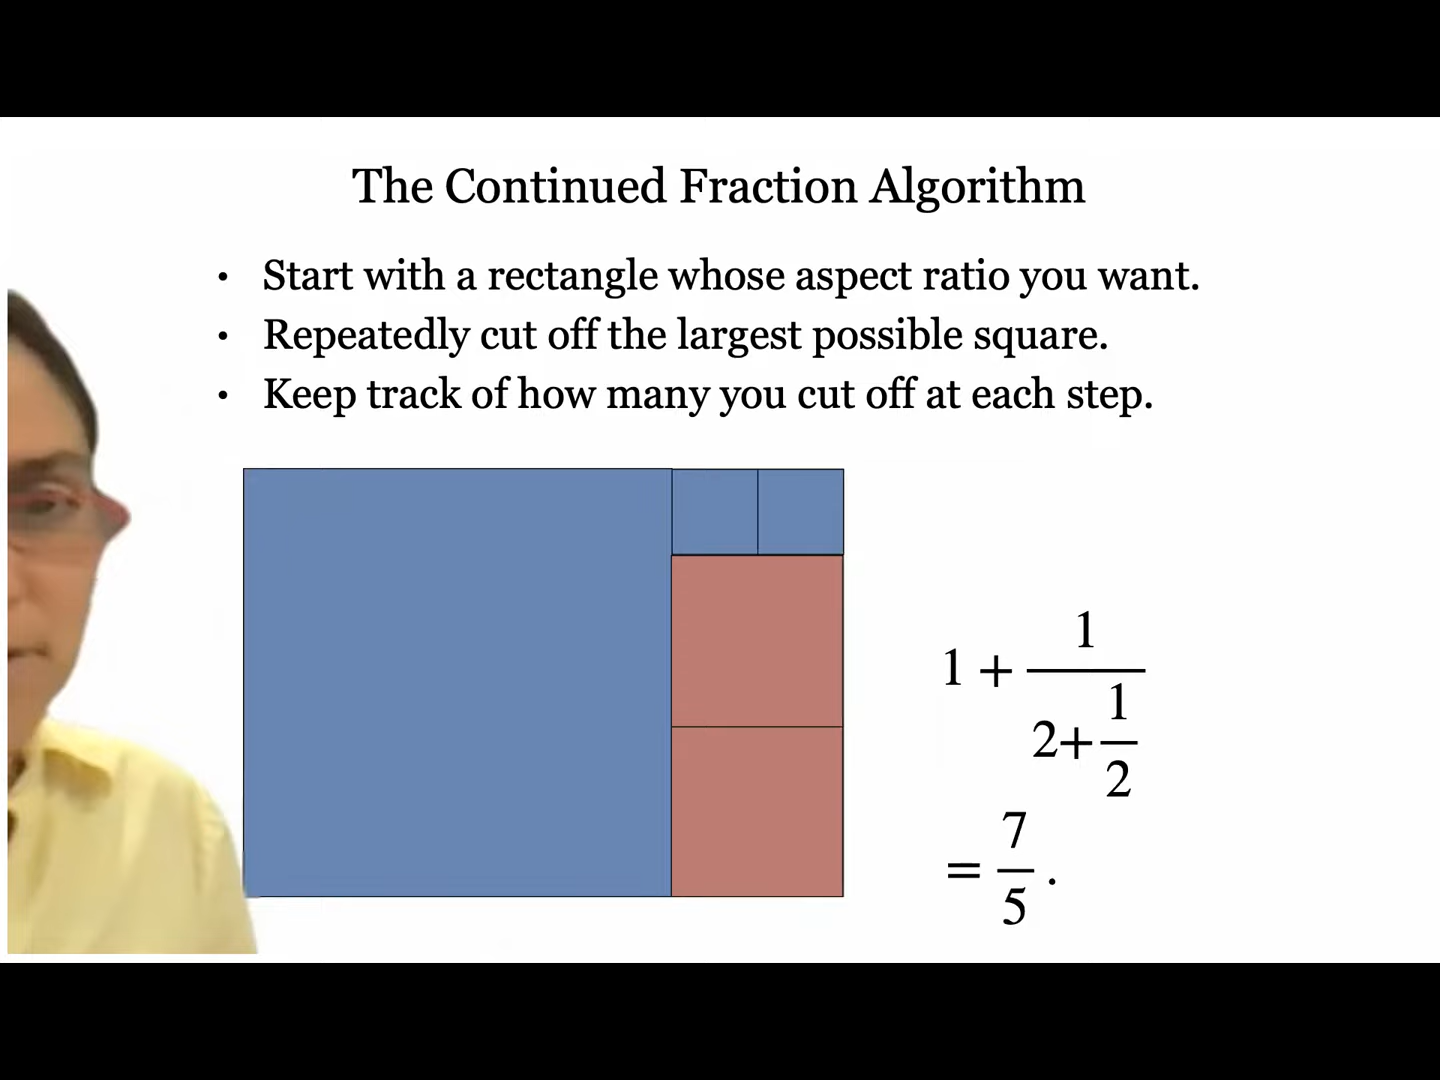 The Continued Fraction Algorithm
• Start with a rectangle whose aspect ratio you want.
• Repeatedly cut off the largest possible square.
• Keep track of how many you cut off at each step.
1 + 1
2+ 1
2
= 7
5 .